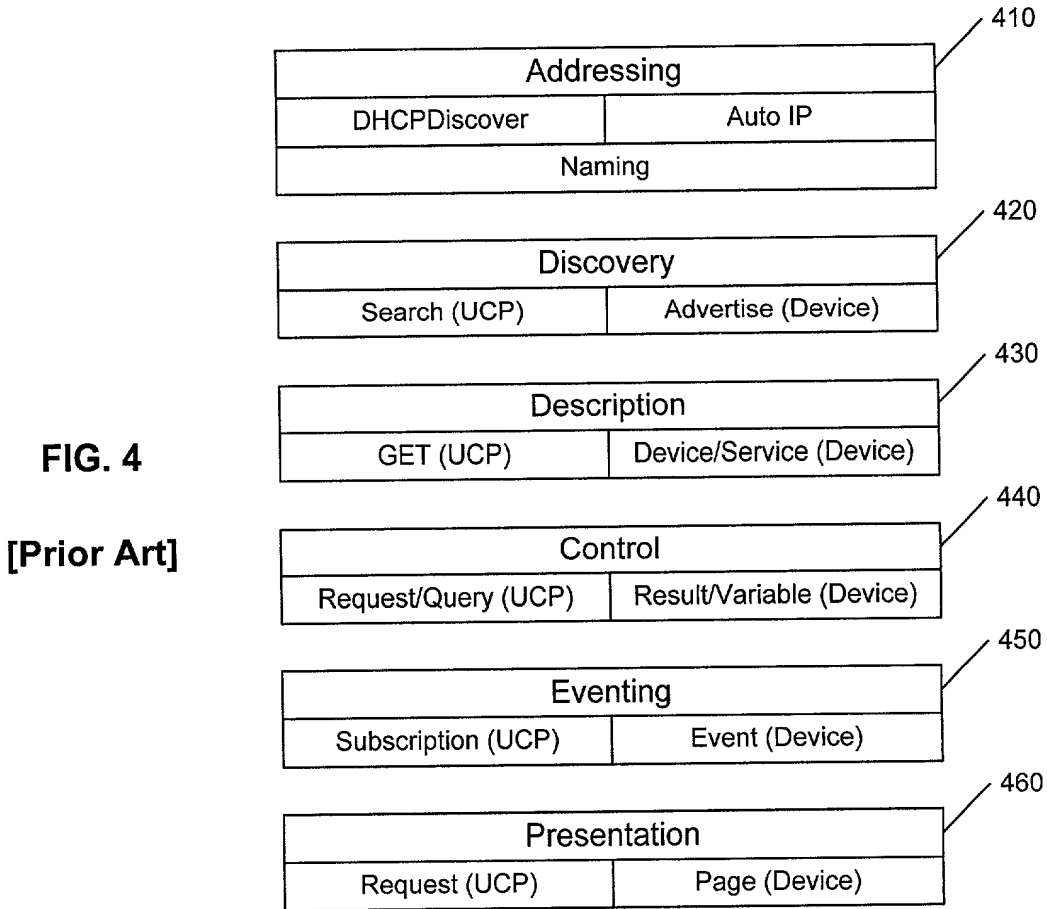 410
Addressing
DHCPDiscover Auto IP
Naming
420
Discovery
Search (UCP) Advertise (Device)
430
Description
GET (UCP) Device/Service (Device)
FIG. 4
440
[Prior Art]
Control
Request/Query (UCP) Result/Variable (Device)
450
Eventing
Subscription (UCP) Event (Device)
460
Presentation
Request (UCP) Page (Device)